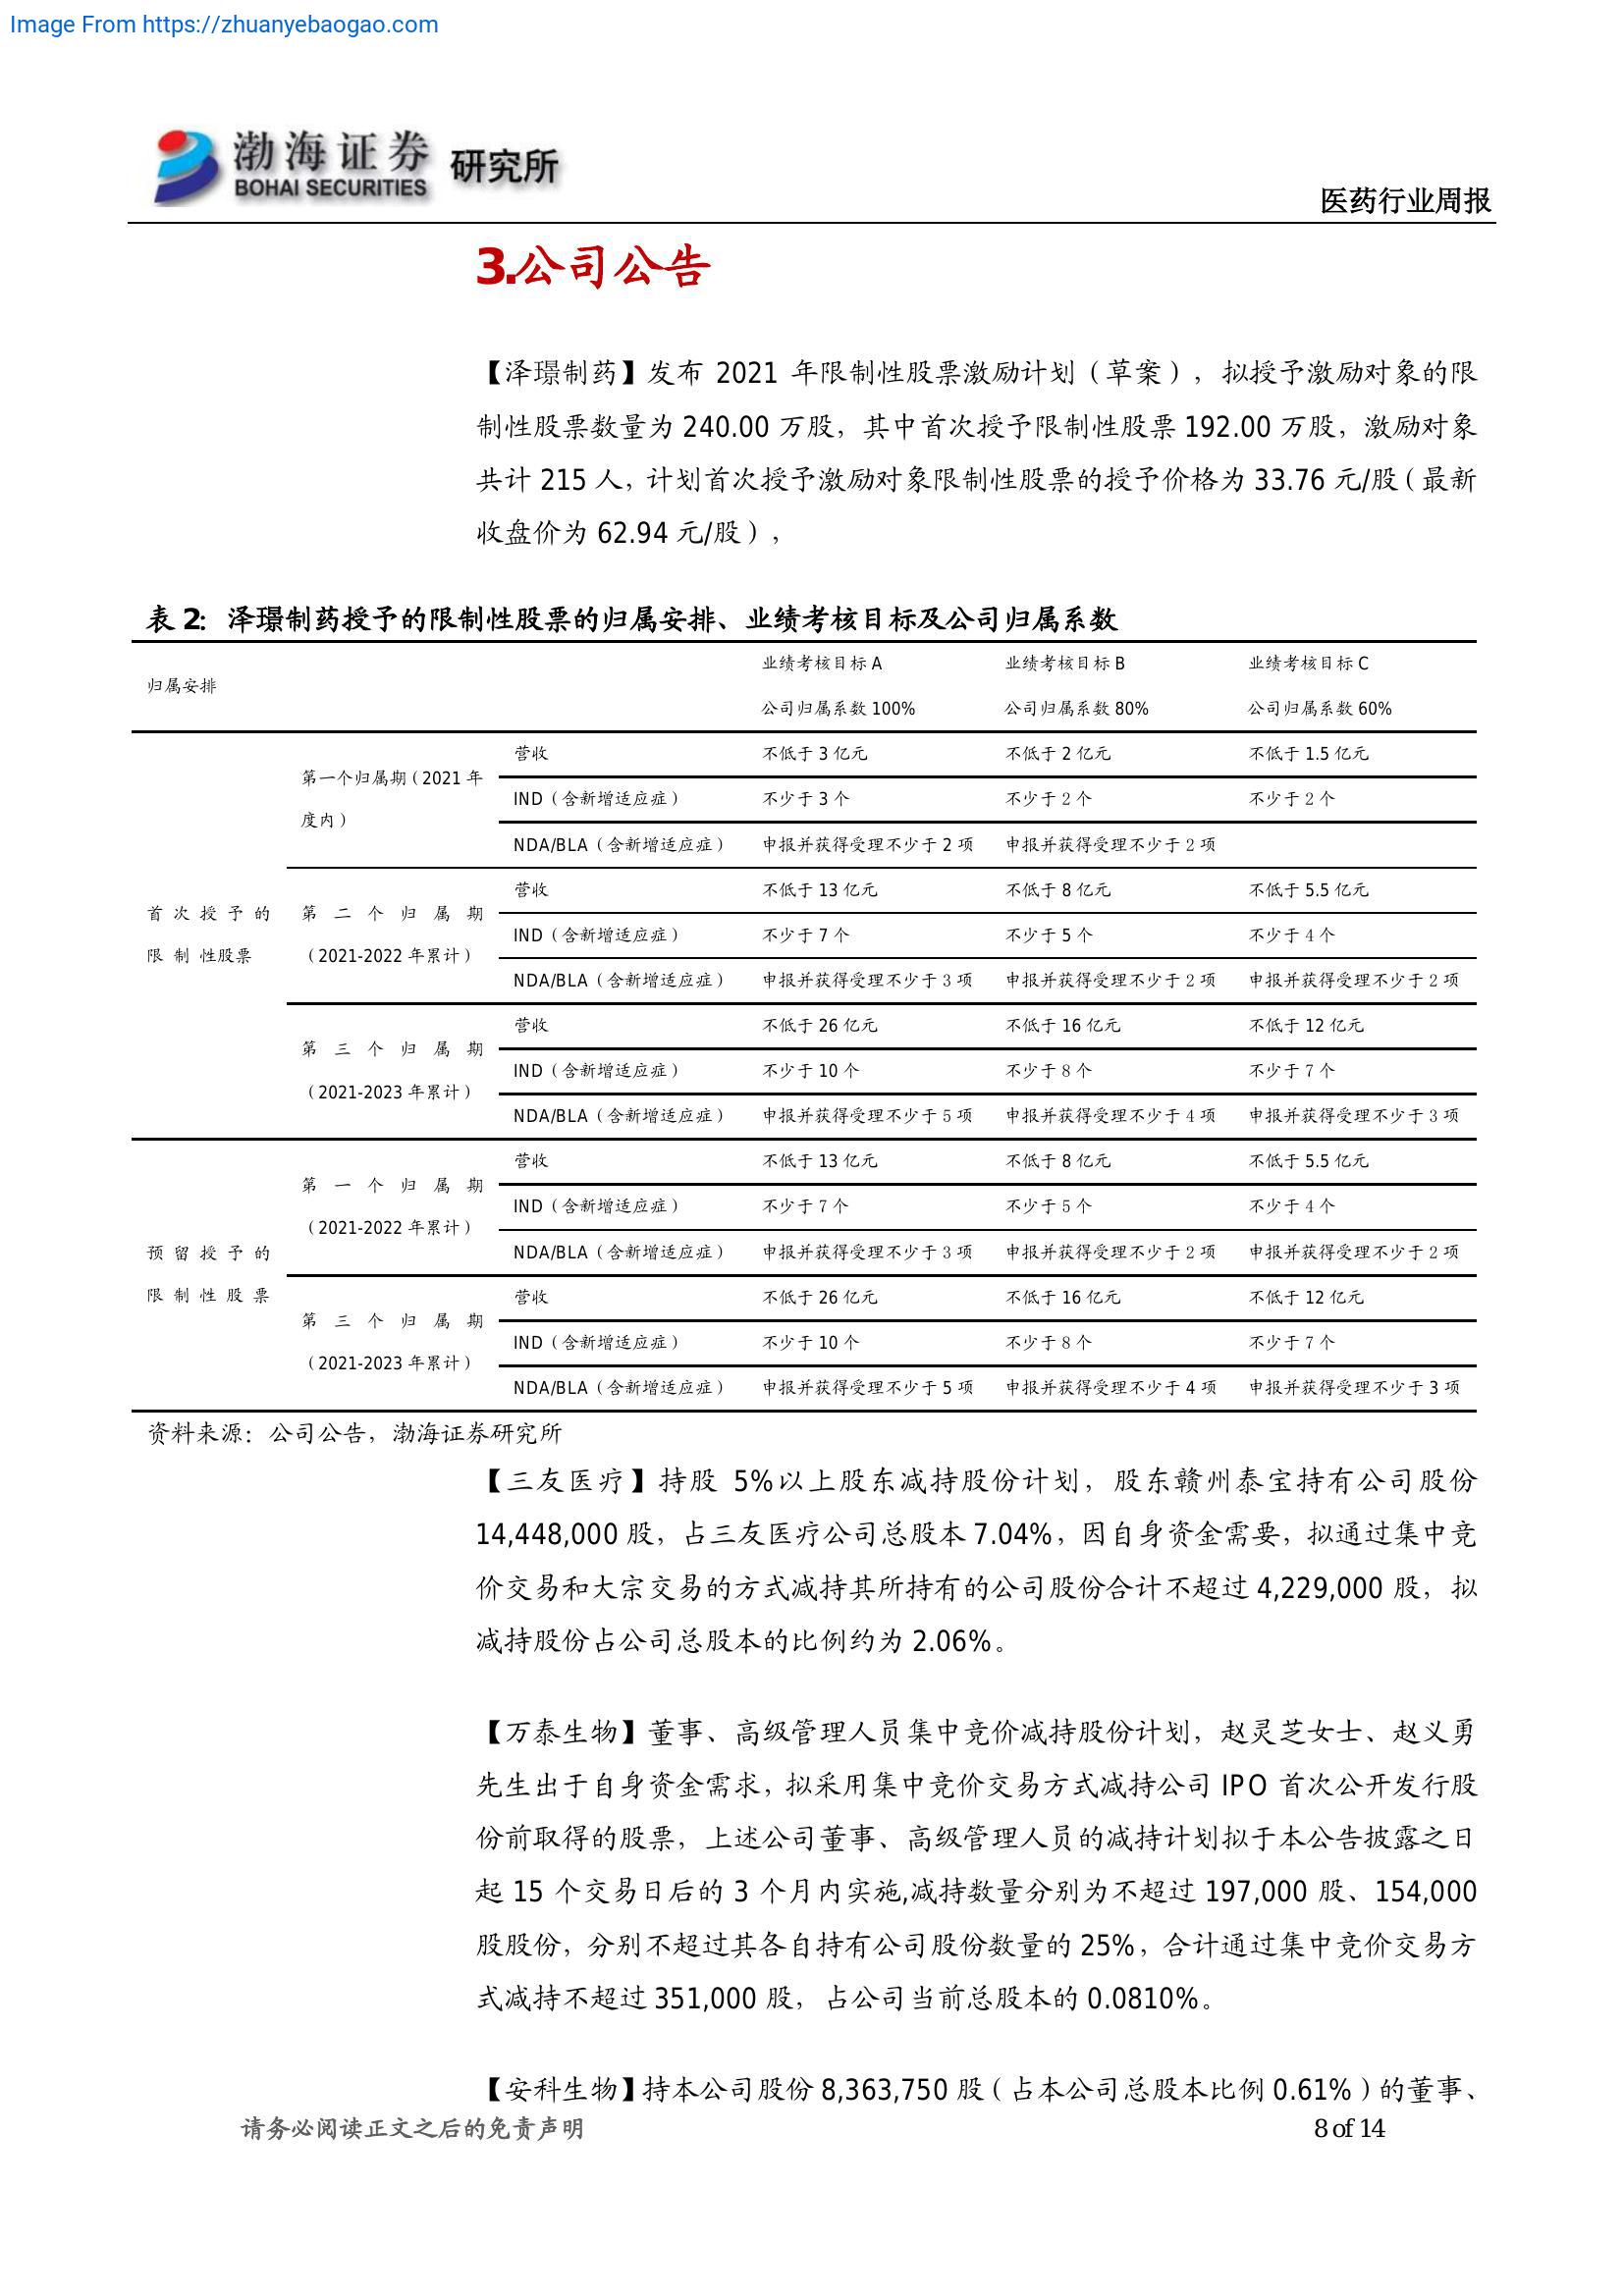 Image From https://zhuanyebaogao.com
渤海证券 研究所
BOHAI SECURITIES
医药行业周报
3.公司公告
【泽璟制药】发布 2021 年限制性股票激励计划（草案），拟授予激励对象的限
制性股票数量为 240.00 万股，其中首次授予限制性股票 192.00 万股，激励对象
共计 215 人，计划首次授予激励对象限制性股票的授予价格为 33.76 元/股（最新
收盘价为 62.94 元/股），
表 2：泽璟制药授予的限制性股票的归属安排、业绩考核目标及公司归属系数
归属安排 业绩考核目标 A 业绩考核目标 B 业绩考核目标 C
公司归属系数 100% 公司归属系数 80% 公司归属系数 60%
首次授予的
限制性股票
第一个归属期（2021 年
度内）
营收 不低于 3 亿元 不低于 2 亿元 不低于 1.5 亿元
IND（含新增适应症） 不少于 3 个 不少于 2 个 不少于 2 个
NDA/BLA（含新增适应症） 申报并获得受理不少于 2 项 申报并获得受理不少于 2 项
第二个归属期
（2021-2022 年累计）
营收 不低于 13 亿元 不低于 8 亿元 不低于 5.5 亿元
IND（含新增适应症） 不少于 7 个 不少于 5 个 不少于 4 个
NDA/BLA（含新增适应症） 申报并获得受理不少于 3 项 申报并获得受理不少于 2 项 申报并获得受理不少于 2 项
第三个归属期
（2021-2023 年累计）
营收 不低于 26 亿元 不低于 16 亿元 不低于 12 亿元
IND（含新增适应症） 不少于 10 个 不少于 8 个 不少于 7 个
NDA/BLA（含新增适应症） 申报并获得受理不少于 5 项 申报并获得受理不少于 4 项 申报并获得受理不少于 3 项
预留授予的
限制性股票
第一个归属期
（2021-2022 年累计）
营收 不低于 13 亿元 不低于 8 亿元 不低于 5.5 亿元
IND（含新增适应症） 不少于 7 个 不少于 5 个 不少于 4 个
NDA/BLA（含新增适应症） 申报并获得受理不少于 3 项 申报并获得受理不少于 2 项 申报并获得受理不少于 2 项
第三个归属期
（2021-2023 年累计）
营收 不低于 26 亿元 不低于 16 亿元 不低于 12 亿元
IND（含新增适应症） 不少于 10 个 不少于 8 个 不少于 7 个
NDA/BLA（含新增适应症） 申报并获得受理不少于 5 项 申报并获得受理不少于 4 项 申报并获得受理不少于 3 项
资料来源：公司公告，渤海证券研究所
【三友医疗】持股 5%以上股东减持股份计划，股东赣州泰宝持有公司股份
14,448,000 股，占三友医疗公司总股本 7.04%，因自身资金需要，拟通过集中竞
价交易和大宗交易的方式减持其所持有的公司股份合计不超过 4,229,000 股，拟
减持股份占公司总股本的比例约为 2.06%。
【万泰生物】董事、高级管理人员集中竞价减持股份计划，赵灵芝女士、赵义勇
先生出于自身资金需求，拟采用集中竞价交易方式减持公司 IPO 首次公开发行股
份前取得的股票，上述公司董事、高级管理人员的减持计划拟于本公告披露之日
起 15 个交易日后的 3 个月内实施,减持数量分别为不超过 197,000 股、154,000
股股份，分别不超过其各自持有公司股份数量的 25%，合计通过集中竞价交易方
式减持不超过 351,000 股，占公司当前总股本的 0.0810%。
【安科生物】持本公司股份 8,363,750 股（占本公司总股本比例 0.61%）的董事、
请务必阅读正文之后的免责声明 8 of 14